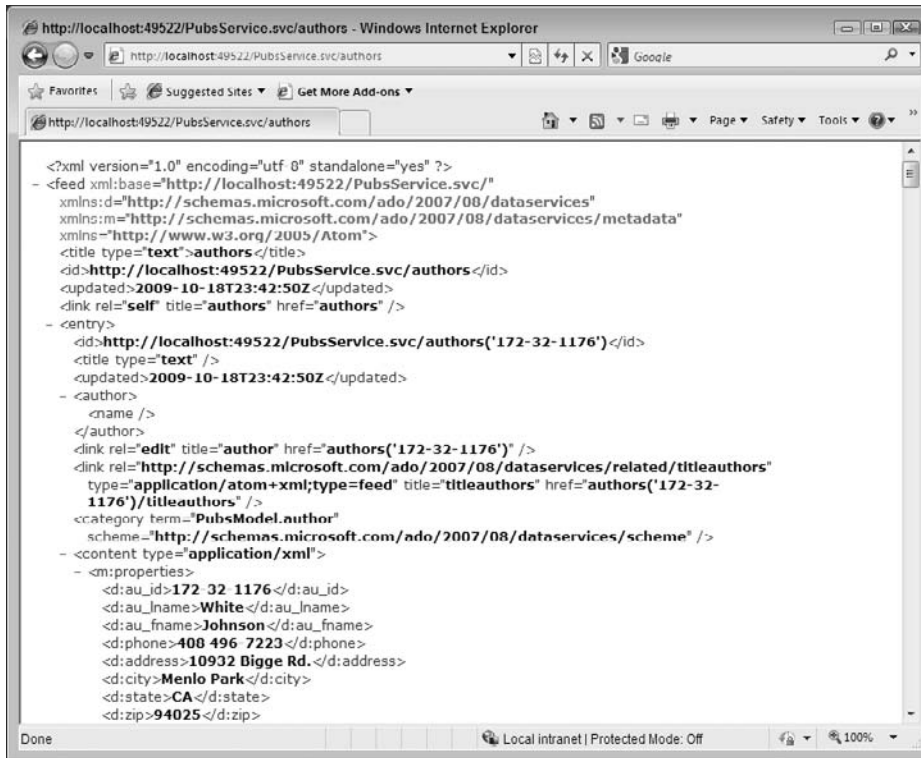 http://localhost:49522/PubsService.svc/authors - Windows Internet Explorer
http://localhost:49522/PubsService.svc/authors
Google
Favorites
Suggested Sites
Get More Add-ons
http://localhost:49522/PubsService.svc/authors
Page
Safety
Tools
<?xml version="1.0" encoding="utf-8" standalone="yes" ?>
- <feed xml:base="http://localhost:49522/PubsService.svc/"
xmlns:d="http://schemas.microsoft.com/ado/2007/08/dataservices"
xmlns:m="http://schemas.microsoft.com/ado/2007/08/dataservices/metadata"
xmlns="http://www.w3.org/2005/Atom">
<title type="text">authors</title>
<id>http://localhost:49522/PubsService.svc/authors</id>
<updated>2009-10-18T23:42:50Z</updated>
<link rel="self" title="authors" href="authors" />
- <entry>
<id>http://localhost:49522/PubsService.svc/authors('172-32-1176')</id>
<title type="text" />
<updated>2009-10-18T23:42:50Z</updated>
- <author>
<name />
</author>
<link rel="edit" title="author" href="authors('172-32-1176')" />
<link rel="http://schemas.microsoft.com/ado/2007/08/dataservices/related/titleauthors"
type="application/atom+xml;type=feed" title="titleauthors" href="authors('172-32-
1176')/titleauthors" />
<category term="PubsModel.author"
scheme="http://schemas.microsoft.com/ado/2007/08/dataservices/scheme" />
- <content type="application/xml">
- <m:properties>
<d:au_id>172-32-1176</d:au_id>
<d:au_lname>White</d:au_lname>
<d:au_fname>Johnson</d:au_fname>
<d:phone>408 496-7223</d:phone>
<d:address>10932 Bigge Rd.</d:address>
<d:city>Menlo Park</d:city>
<d:state>CA</d:state>
<d:zip>94025</d:zip>
Done
Local intranet | Protected Mode: Off
100%